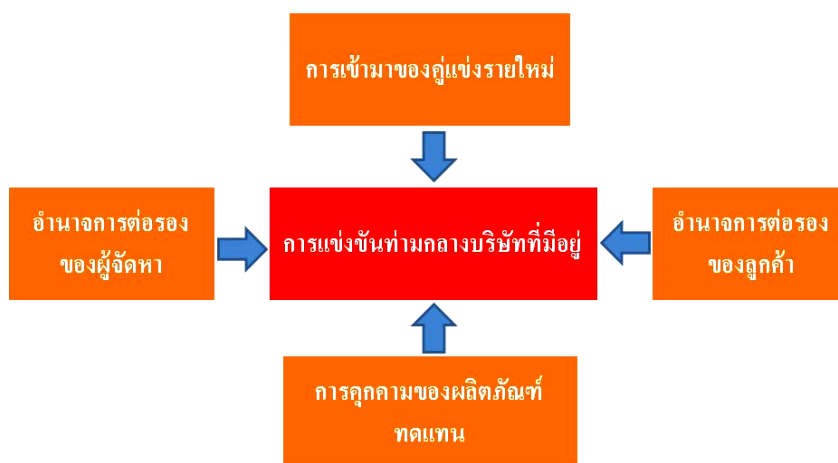 การเข้ามาของคู่แข่งรายใหม่
อำนาจการต่อรอง
ของผู้จัดหา
การแข่งขันท่ามกลางบริษัทที่มีอยู่
อำนาจการต่อรอง
ของลูกค้า
การคุกคามของผลิตภัณฑ์
ทดแทน